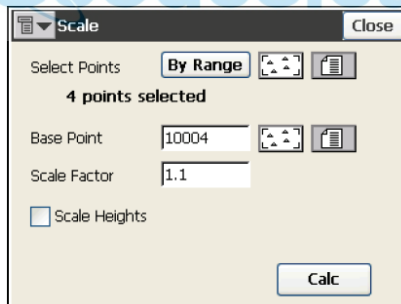 Scale Close
Select Points By Range
4 points selected
Base Point 10004
Scale Factor 1.1
Scale Heights
Calc